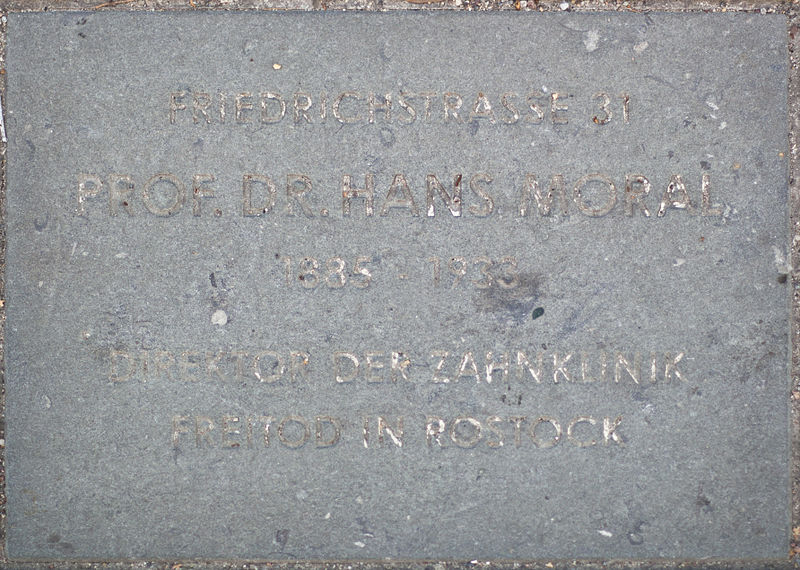 FRIEDRICHSTRASSE 31
PROF. DR. HANS MORAL
1885 - 1933
DIREKTOR DER ZAHNKLINIK
FREITOD IN ROSTOCK